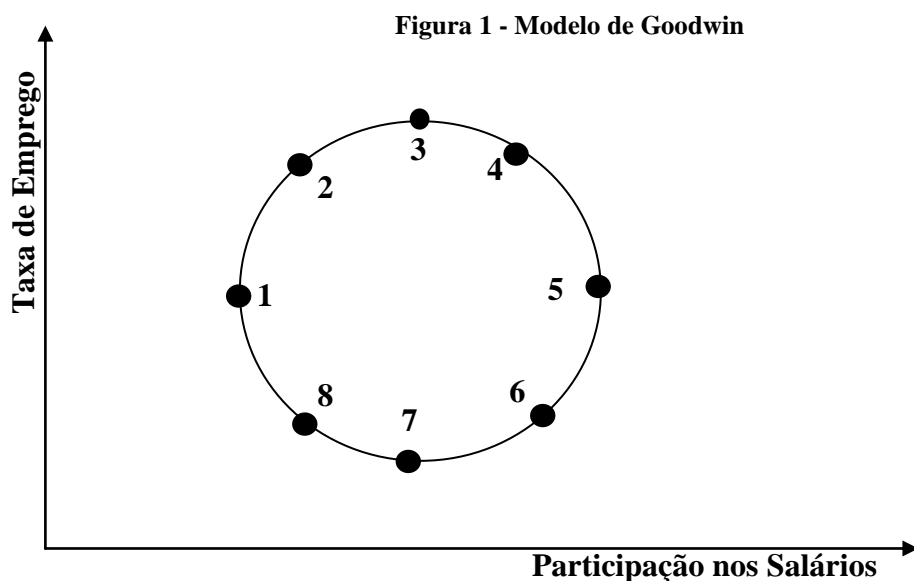 Figura 1 - Modelo de Goodwin
Taxa de Emprego
3
4
2
1
5
8
7
6
Participação nos Salários